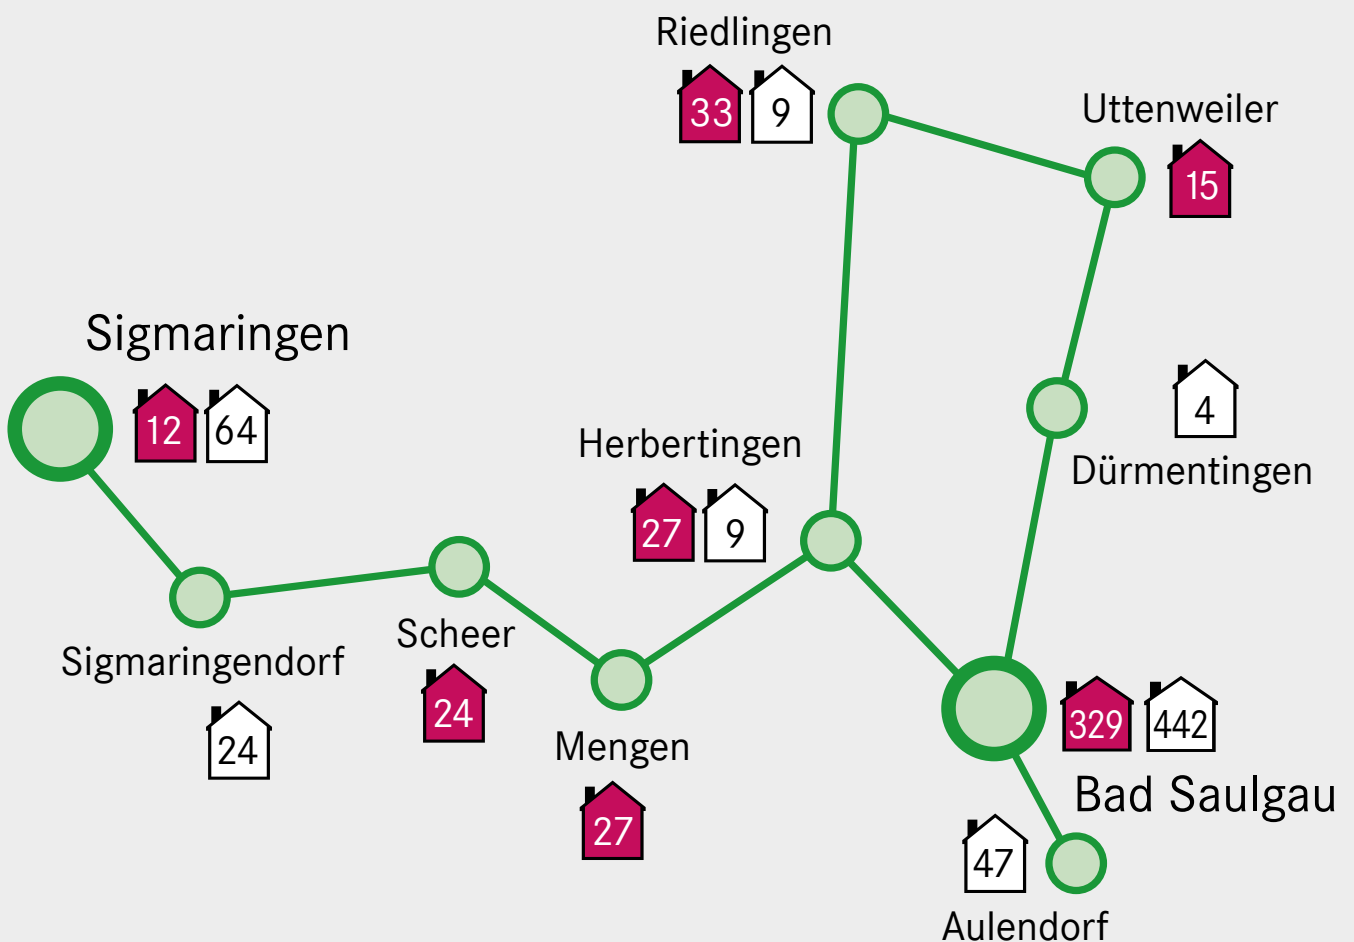 Riedlingen
33 9
Uttenweiler
15
Sigmaringen
12 64
4
Dürmentingen
Herbertingen
27 9
Scheer
24
Sigmaringendorf
24
Mengen
27
329 442
Bad Saulgau
47
Aulendorf